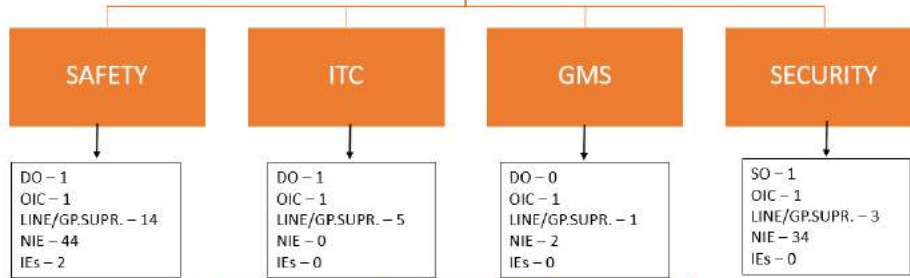 SAFETY
ITC
GMS
SECURITY
DO – 1
OIC – 1
LINE/GP.SUPR. – 14
NIE – 44
IEs – 2
DO – 1
OIC – 1
LINE/GP.SUPR. – 5
NIE – 0
IEs – 0
DO – 0
OIC – 1
LINE/GP.SUPR. – 1
NIE – 2
IEs – 0
SO – 1
OIC – 1
LINE/GP.SUPR. – 3
NIE – 34
IEs – 0